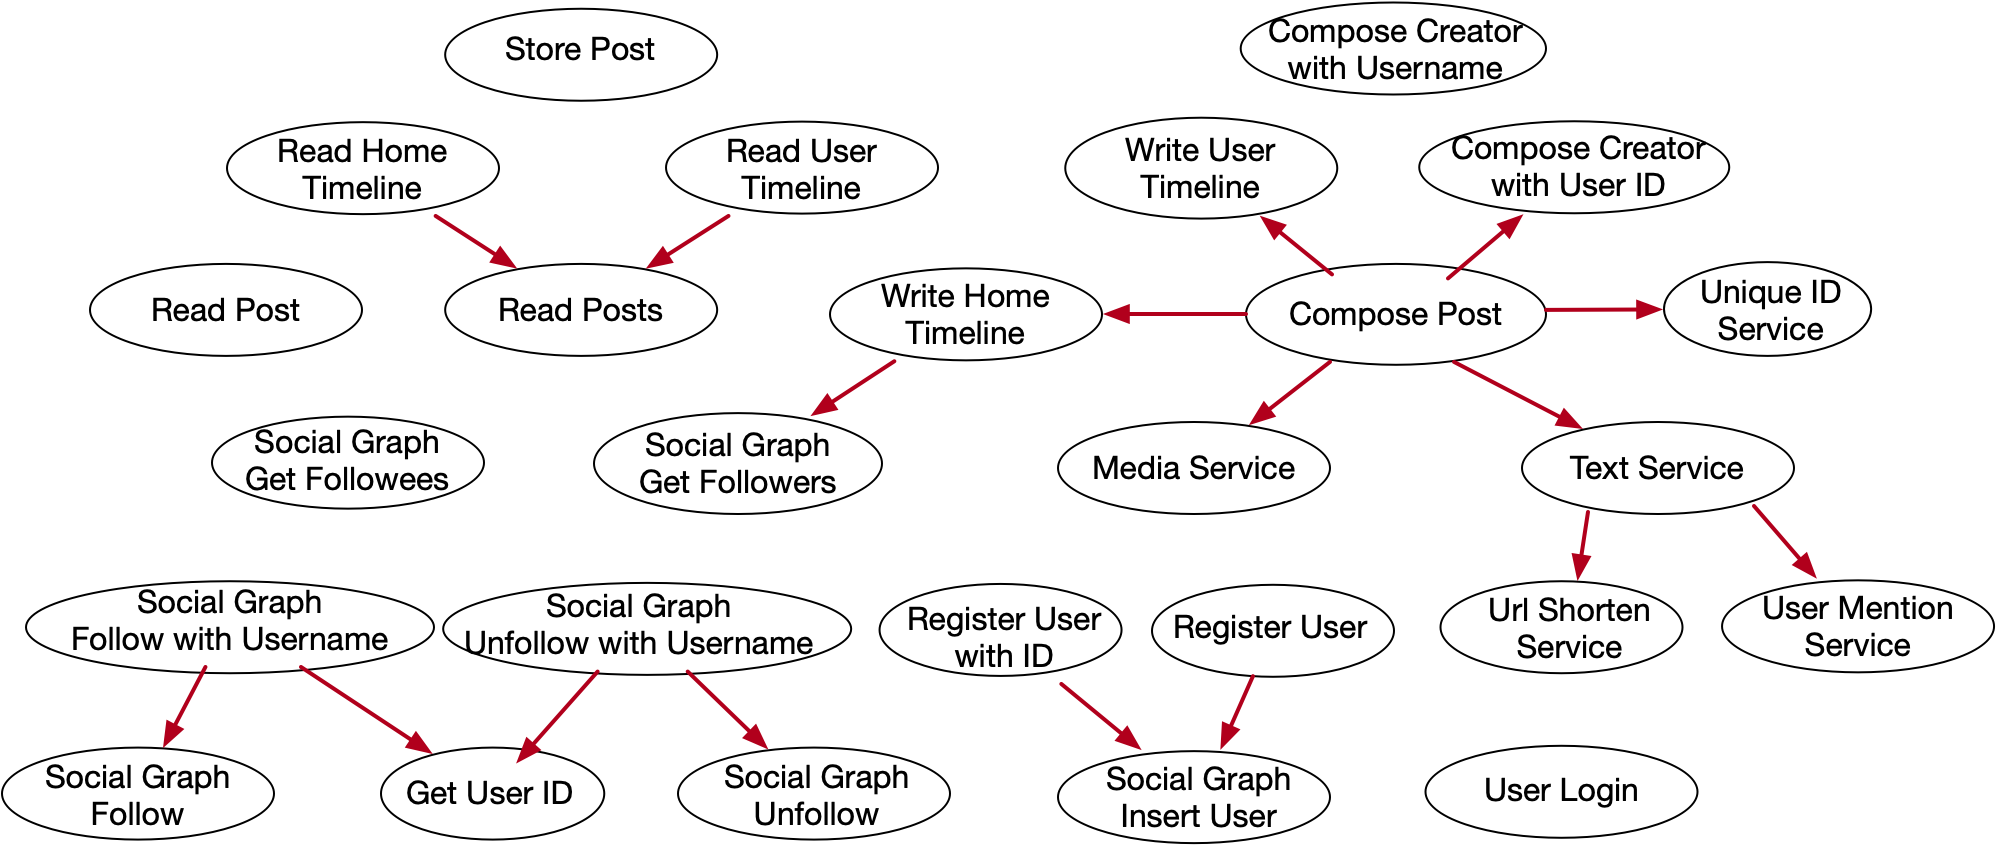 Store Post
Compose Creator
with Username
Read Home
Timeline
Read User
Timeline
Write User
Timeline
Compose Creator
with User ID
Read Post
Read Posts
Write Home
Timeline
Compose Post
Unique ID
Service
Social Graph
Get Followees
Social Graph
Get Followers
Media Service
Text Service
Social Graph
Follow with Username
Social Graph
Unfollow with Username
Register User
with ID
Register User
Url Shorten
Service
User Mention
Service
Social Graph
Follow
Get User ID
Social Graph
Unfollow
Social Graph
Insert User
User Login